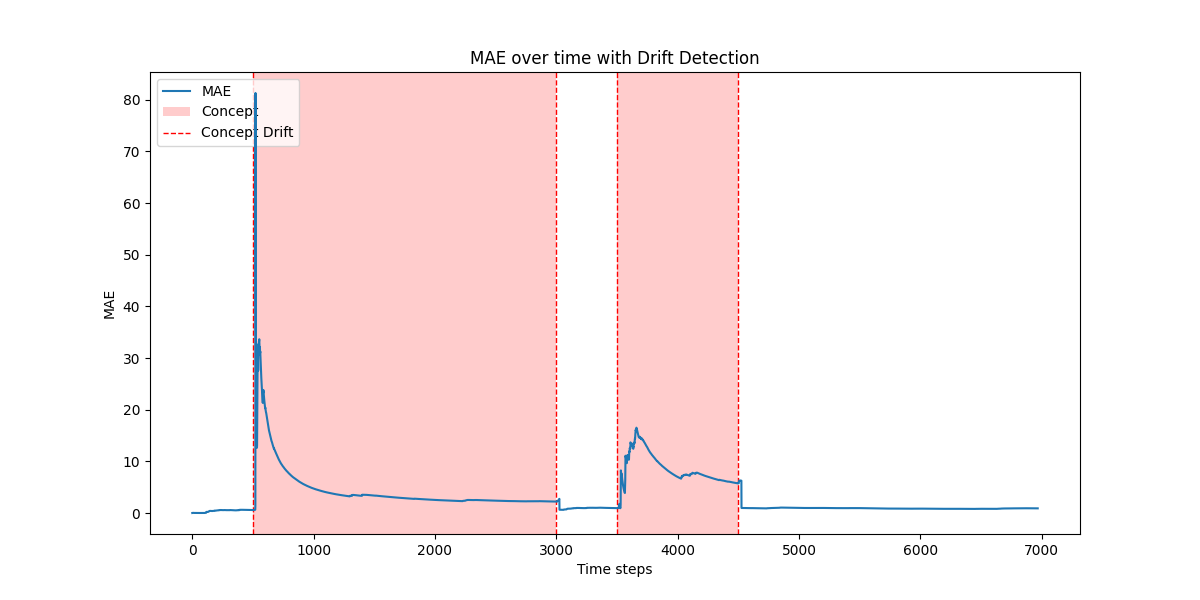 MAE over time with Drift Detection
MAE
Concept
Concept Drift
80
70
60
50
40
30
20
10
0
MAE
0 1000 2000 3000 4000 5000 6000 7000
Time steps